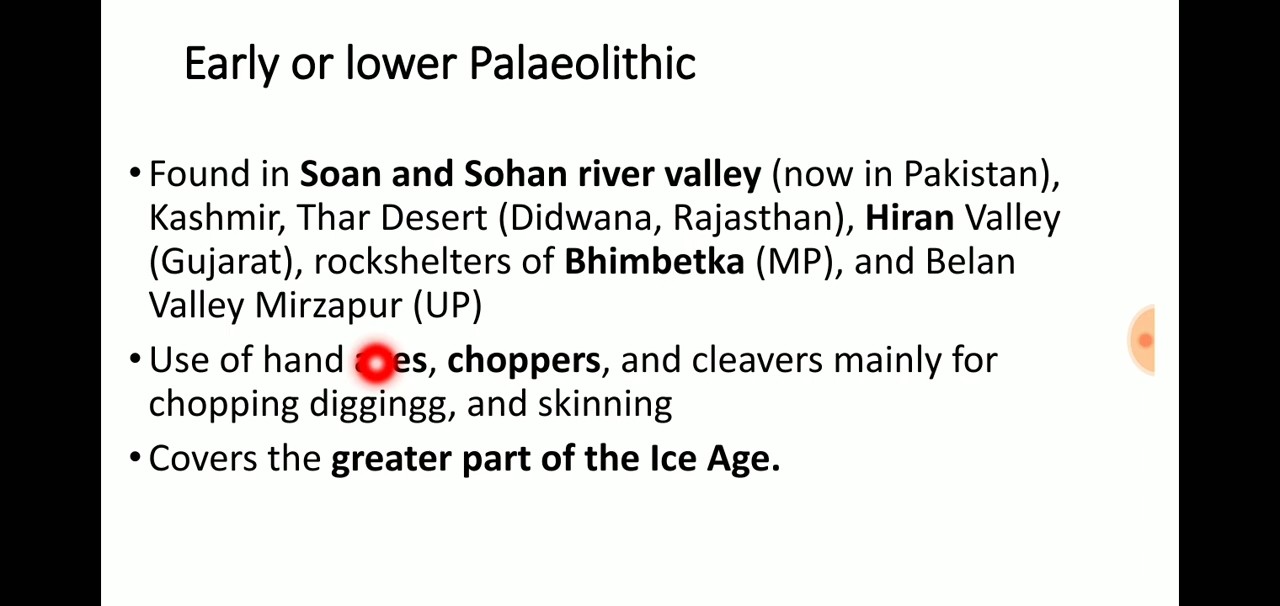 Early or lower Palaeolithic
• Found in Soan and Sohan river valley (now in Pakistan),
Kashmir, Thar Desert (Didwana, Rajasthan), Hiran Valley
(Gujarat), rockshelters of Bhimbetka (MP), and Belan
Valley Mirzapur (UP)
• Use of hand axes, choppers, and cleavers mainly for
chopping diggingg, and skinning
• Covers the greater part of the Ice Age.